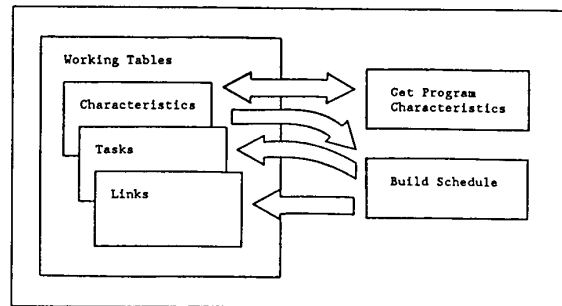 Working Tables
Characteristics
Tasks
Links
Get Program
Characteristics
Build Schedule